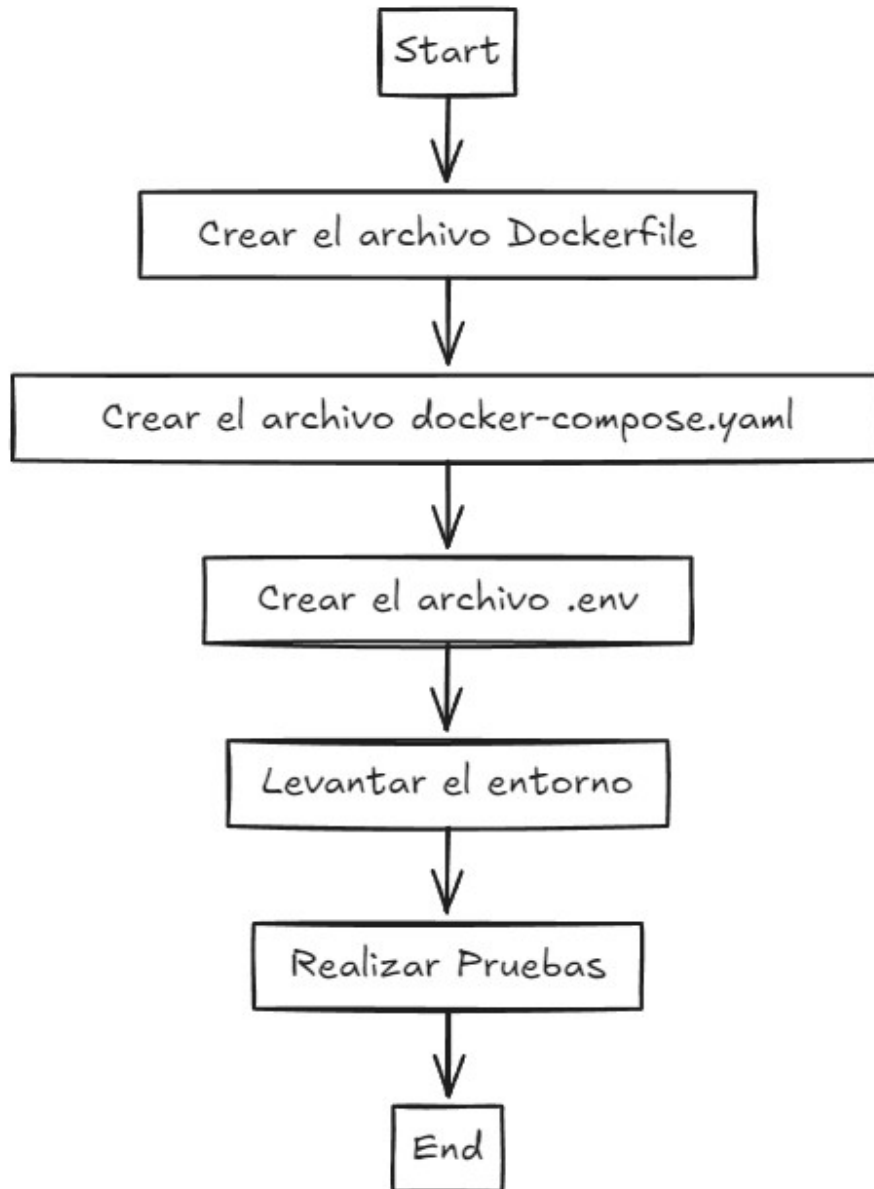 Start
Crear el archivo Dockerfile
Crear el archivo docker-compose.yaml
Crear el archivo .env
Levantar el entorno
Realizar Pruebas
End